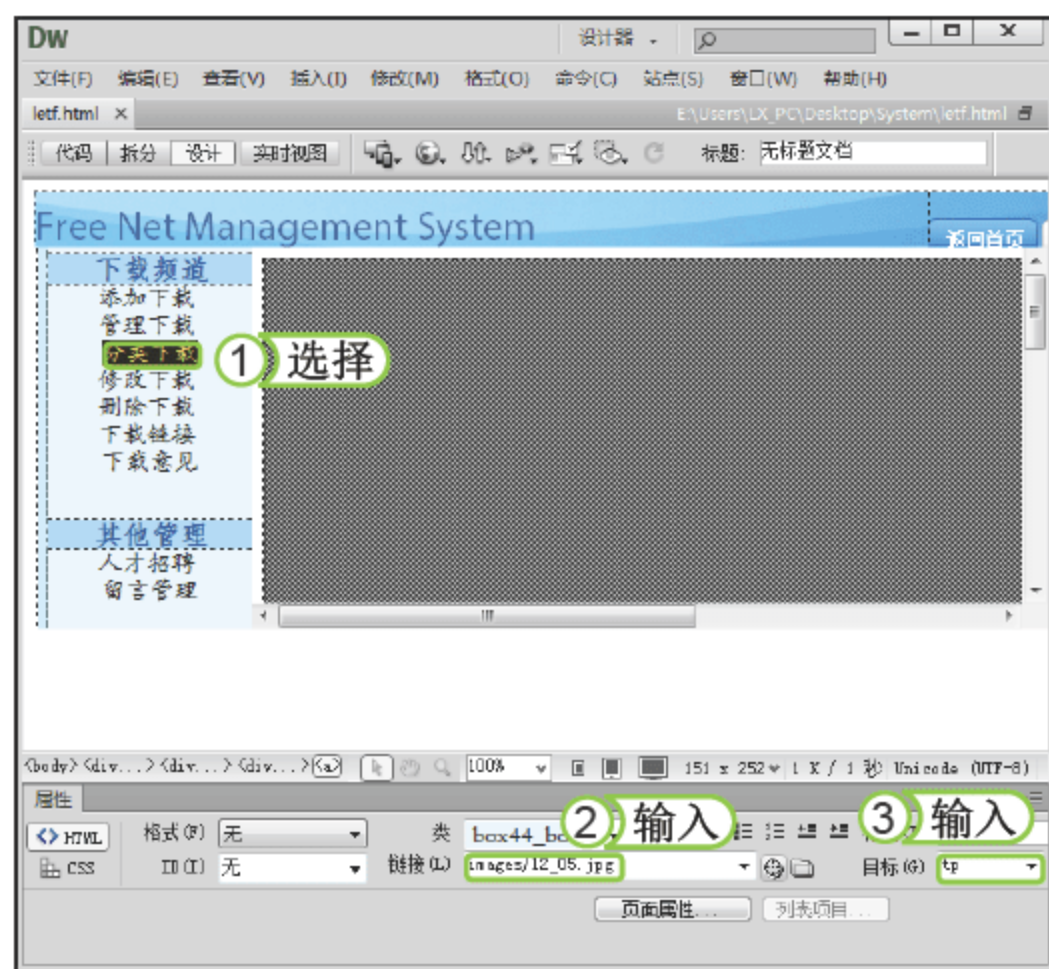 Dw 设计器
文件(F) 编辑(E) 查看(V) 插入(I) 修改(M) 格式(O) 命令(C) 站点(S) 窗口(W) 帮助(H)
letf.html × E:\Users\LX_PC\Desktop\System\letf.html
代码 拆分 设计 实时视图 标题: 无标题文档
Free Net Management System
返回首页
下载频道
添加下载
管理下载
分类下载
① 选择
修改下载
删除下载
下载链接
下载意见
其他管理
人才招聘
留言管理
<body> <div...> <div...> <div...> <a> 100% 151 x 252 1 K / 1 秒 Unicode (UTF-8)
属性
② 输入 ③ 输入
<> HTML 格式(F) 无 类 box44_
CSS ID(I) 无 链接(L) images/12_05.jpg 目标(G) tp
页面属性... 列表项目...